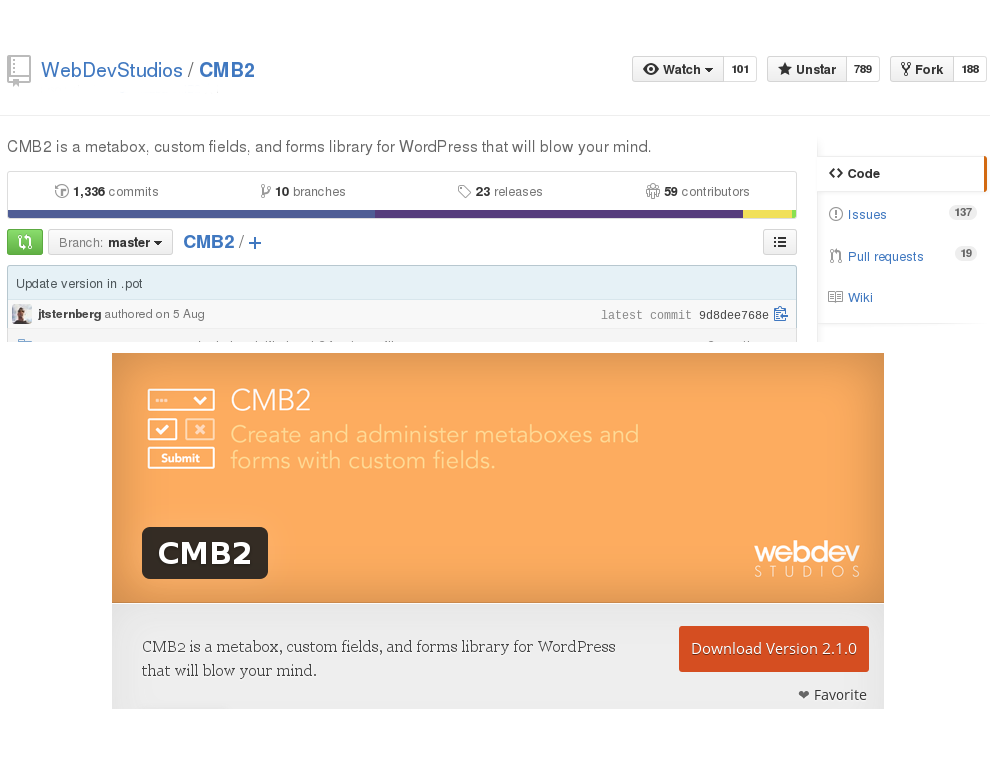 WebDevStudios / CMB2
Watch 101 Unstar 789 Fork 188
CMB2 is a metabox, custom fields, and forms library for WordPress that will blow your mind.
1,336 commits 10 branches 23 releases 59 contributors
Branch: master CMB2 / +
Update version in .pot
jtsternberg authored on 5 Aug latest commit 9d8dee768e
Code
Issues 137
Pull requests 19
Wiki
CMB2
Create and administer metaboxes and
forms with custom fields.
Submit
CMB2
webdev
STUDIOS
CMB2 is a metabox, custom fields, and forms library for WordPress
that will blow your mind.
Download Version 2.1.0
❤ Favorite